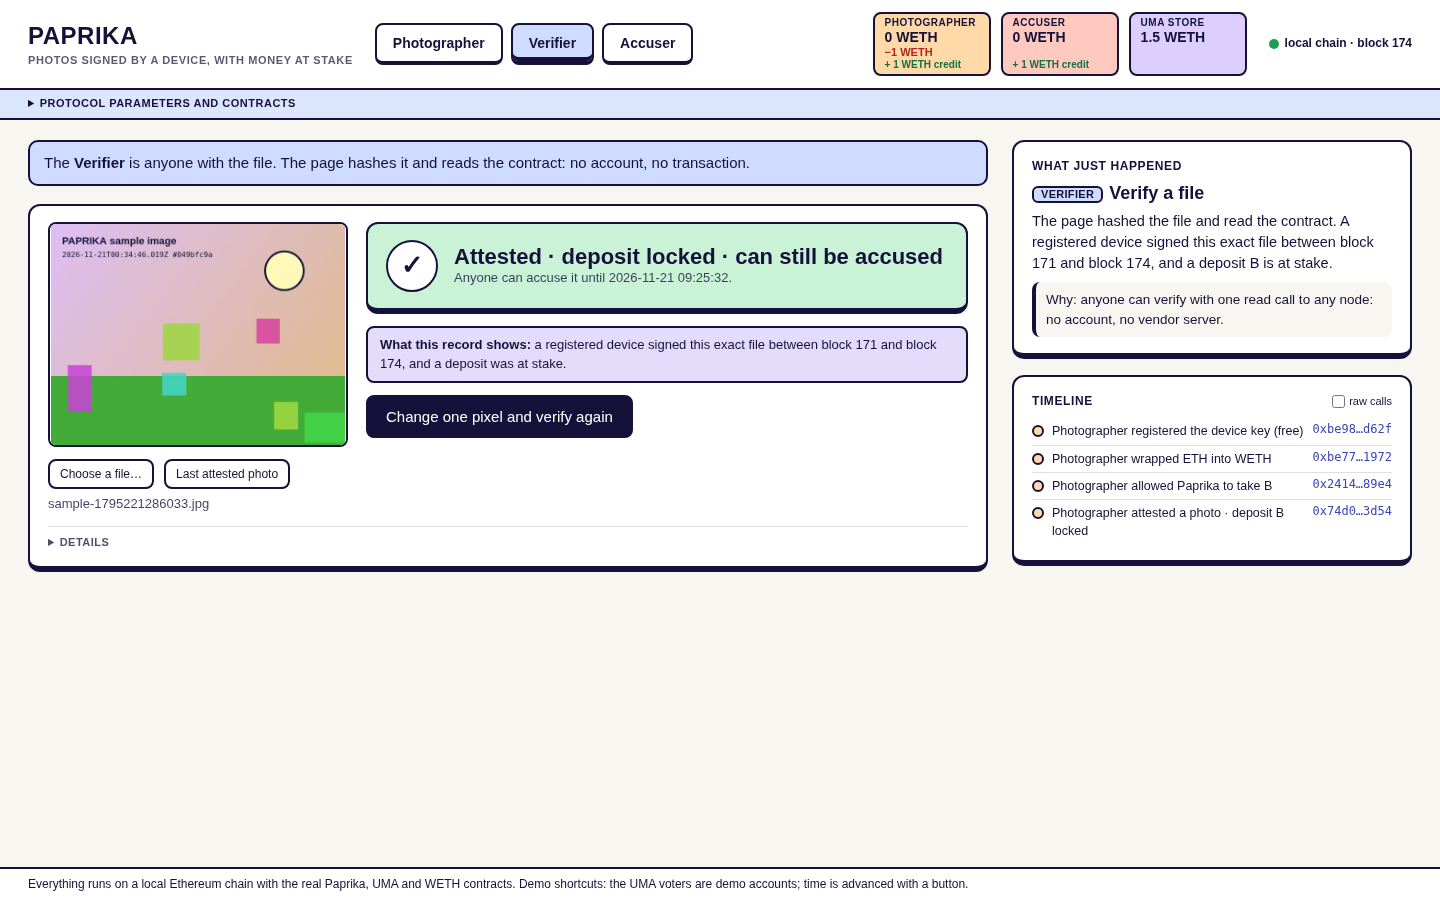 PAPRIKA
PHOTOS SIGNED BY A DEVICE, WITH MONEY AT STAKE
Photographer
Verifier
Accuser
PHOTOGRAPHER
0 WETH
−1 WETH
+ 1 WETH credit
ACCUSER
0 WETH
+ 1 WETH credit
UMA STORE
1.5 WETH
local chain · block 174
PROTOCOL PARAMETERS AND CONTRACTS
The Verifier is anyone with the file. The page hashes it and reads the contract: no account, no transaction.
PAPRIKA sample image
2026-11-21T00:34:46.019Z #049bfc9a
✓
Attested · deposit locked · can still be accused
Anyone can accuse it until 2026-11-21 09:25:32.
What this record shows: a registered device signed this exact file between block 171 and block
174, and a deposit was at stake.
Change one pixel and verify again
Choose a file…
Last attested photo
sample-1795221286033.jpg
DETAILS
WHAT JUST HAPPENED
VERIFIER Verify a file
The page hashed the file and read the contract. A
registered device signed this exact file between block
171 and block 174, and a deposit B is at stake.
Why: anyone can verify with one read call to any node:
no account, no vendor server.
TIMELINE
raw calls
Photographer registered the device key (free) 0xbe98…d62f
Photographer wrapped ETH into WETH 0xbe77…1972
Photographer allowed Paprika to take B 0x2414…89e4
Photographer attested a photo · deposit B 0x74d0…3d54
locked
Everything runs on a local Ethereum chain with the real Paprika, UMA and WETH contracts. Demo shortcuts: the UMA voters are demo accounts; time is advanced with a button.